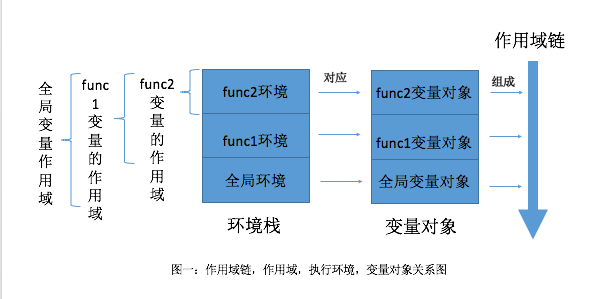 作用域链
全局变量作用域
func1变量的作用域
func2变量的作用域
func2环境
对应
func2变量对象
组成
func1环境
func1变量对象
全局环境
全局变量对象
环境栈
变量对象
图一：作用域链，作用域，执行环境，变量对象关系图